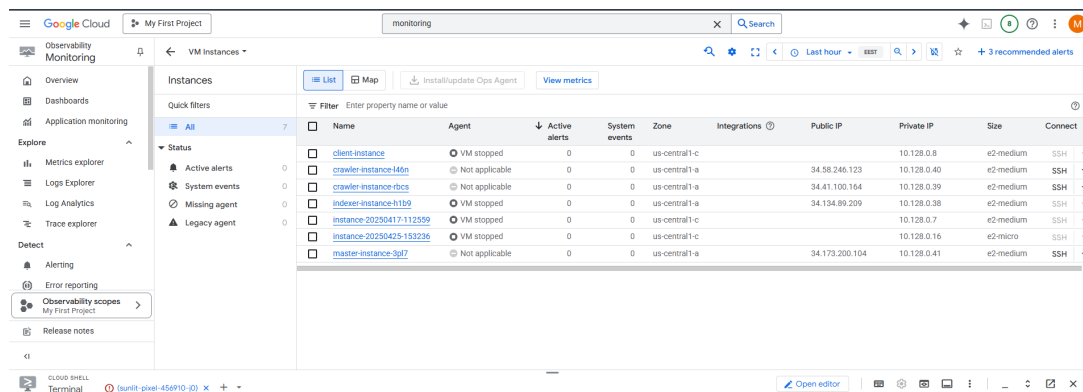 Google Cloud My First Project monitoring Search 8 M
Observability
Monitoring
VM Instances Last hour EEST + 3 recommended alerts
Overview
Dashboards
Application monitoring
Explore
Metrics explorer
Logs Explorer
Log Analytics
Trace explorer
Detect
Alerting
Error reporting
Observability scopes
My First Project
Release notes
Instances
Quick filters
All 7
Status
Active alerts 0
System events 0
Missing agent 0
Legacy agent 0
List Map Install/update Ops Agent View metrics
Filter Enter property name or value
Name Agent Active alerts System events Zone Integrations Public IP Private IP Size Connect
client-instance VM stopped 0 0 us-central1-c 10.128.0.8 e2-medium SSH
crawler-instance-l46n Not applicable 0 0 us-central1-a 34.58.246.123 10.128.0.40 e2-medium SSH
crawler-instance-rbcs Not applicable 0 0 us-central1-a 34.41.100.164 10.128.0.39 e2-medium SSH
indexer-instance-h1b9 VM stopped 0 0 us-central1-a 34.134.89.209 10.128.0.38 e2-medium SSH
instance-20250417-112559 VM stopped 0 0 us-central1-c 10.128.0.7 e2-medium SSH
instance-20250425-153236 VM stopped 0 0 us-central1-c 10.128.0.16 e2-micro SSH
master-instance-3pl7 Not applicable 0 0 us-central1-a 34.173.200.104 10.128.0.41 e2-medium SSH
CLOUD SHELL
Terminal (sunlit-pixel-456910-j0) Open editor